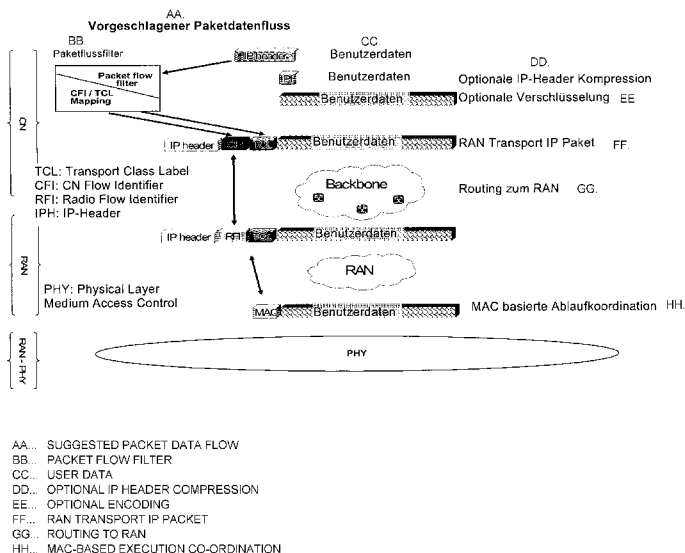 AA.
Vorgeschlagener Paketdatenfluss
BB.
Paketflussfilter
CC.
Benutzerdaten
DD.
Packet flow
filter
CFI / TCL
Mapping
IP header
IPH
Benutzerdaten
Optionale IP-Header Kompression
Benutzerdaten
Optionale Verschlüsselung EE
CN
IP header
Benutzerdaten
RAN Transport IP Paket FF.
TCL: Transport Class Label
CFI: CN Flow Identifier
RFI: Radio Flow Identifier
IPH: IP-Header
Backbone
Routing zum RAN GG.
IP header
RFI
Benutzerdaten
RAN
RAN
PHY: Physical Layer
Medium Access Control
MAC
Benutzerdaten
MAC basierte Ablaufkoordination HH.
RAN - PHY
PHY
AA... SUGGESTED PACKET DATA FLOW
BB... PACKET FLOW FILTER
CC... USER DATA
DD... OPTIONAL IP HEADER COMPRESSION
EE... OPTIONAL ENCODING
FF... RAN TRANSPORT IP PACKET
GG... ROUTING TO RAN
HH... MAC-BASED EXECUTION CO-ORDINATION